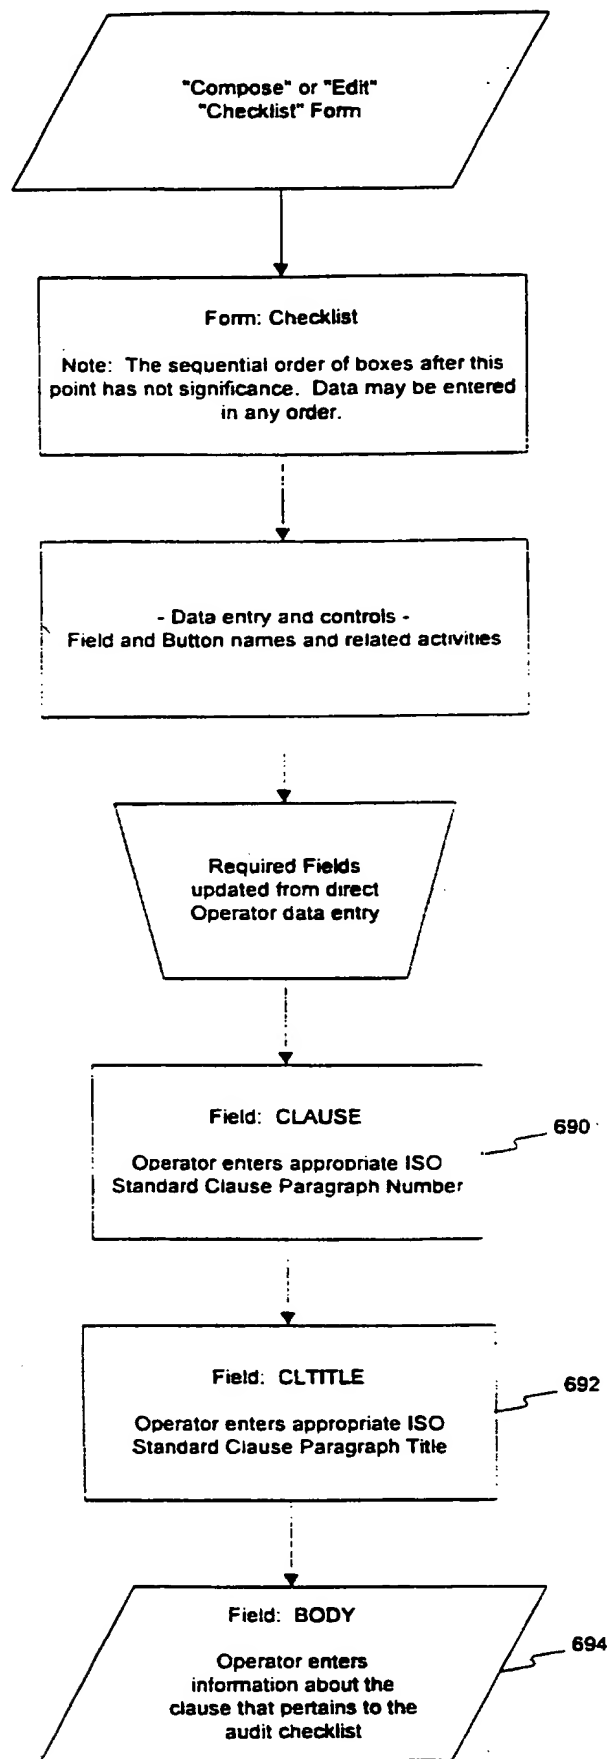 "Compose" or "Edit"
"Checklist" Form
Form: Checklist
Note: The sequential order of boxes after this
point has not significance. Data may be entered
in any order.
- Data entry and controls -
Field and Button names and related activities
Required Fields
updated from direct
Operator data entry
Field: CLAUSE
Operator enters appropriate ISO
Standard Clause Paragraph Number
690
Field: CLTITLE
Operator enters appropriate ISO
Standard Clause Paragraph Title
692
Field: BODY
Operator enters
information about the
clause that pertains to the
audit checklist
694